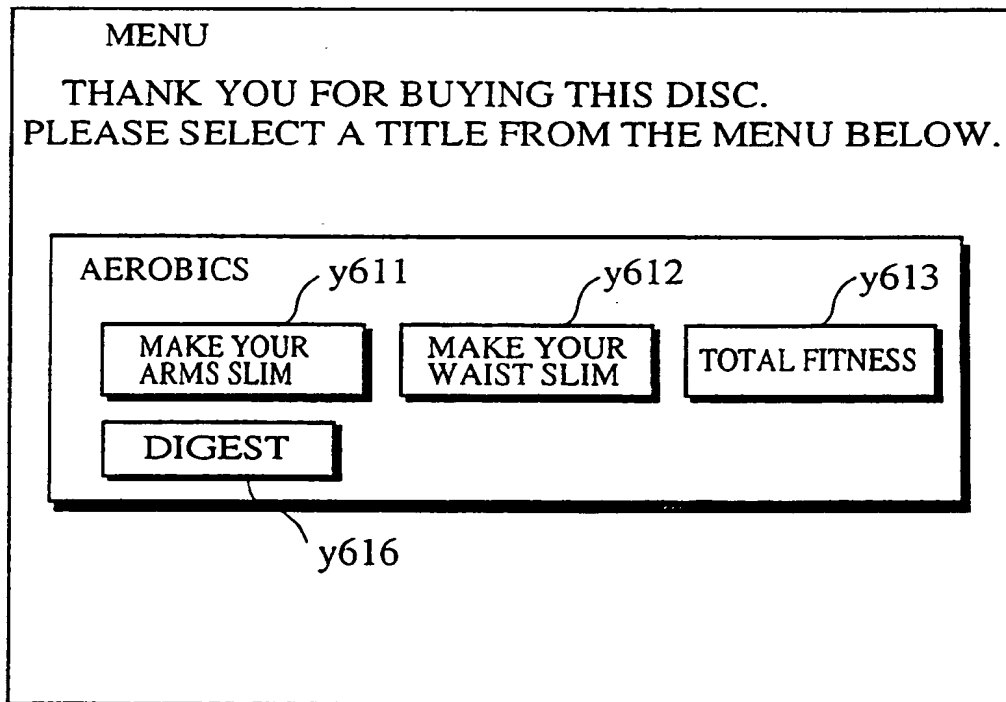 MENU
THANK YOU FOR BUYING THIS DISC.
PLEASE SELECT A TITLE FROM THE MENU BELOW.
AEROBICS
y611
y612
y613
MAKE YOUR
ARMS SLIM
MAKE YOUR
WAIST SLIM
TOTAL FITNESS
DIGEST
y616